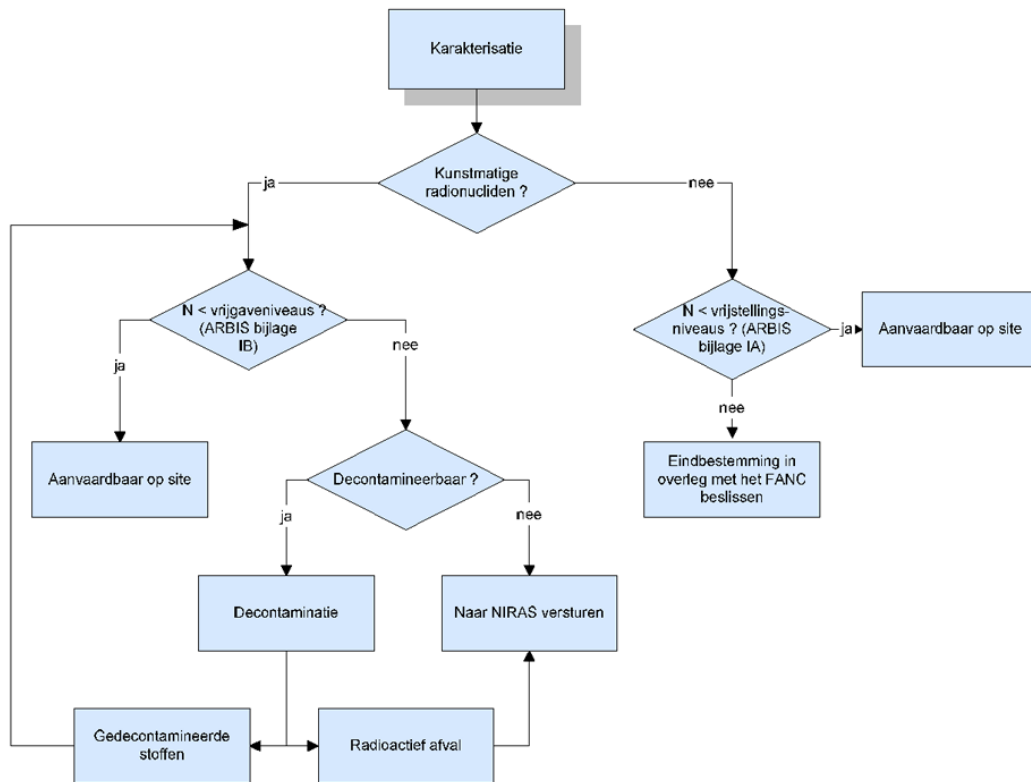 Karakterisatie
Kunstmatige
radionucliden ?
ja
nee
N < vrijgaveniveaus ?
(ARBIS bijlage
IB)
N < vrijstellings-
niveaus ? (ARBIS
bijlage IA)
ja
Aanvaardbaar op site
ja
nee
nee
Aanvaardbaar op site
Decontamineerbaar ?
Eindbestemming in
overleg met het FANC
beslissen
ja
nee
Decontaminatie
Naar NIRAS versturen
Gedecontamineerde
stoffen
Radioactief afval